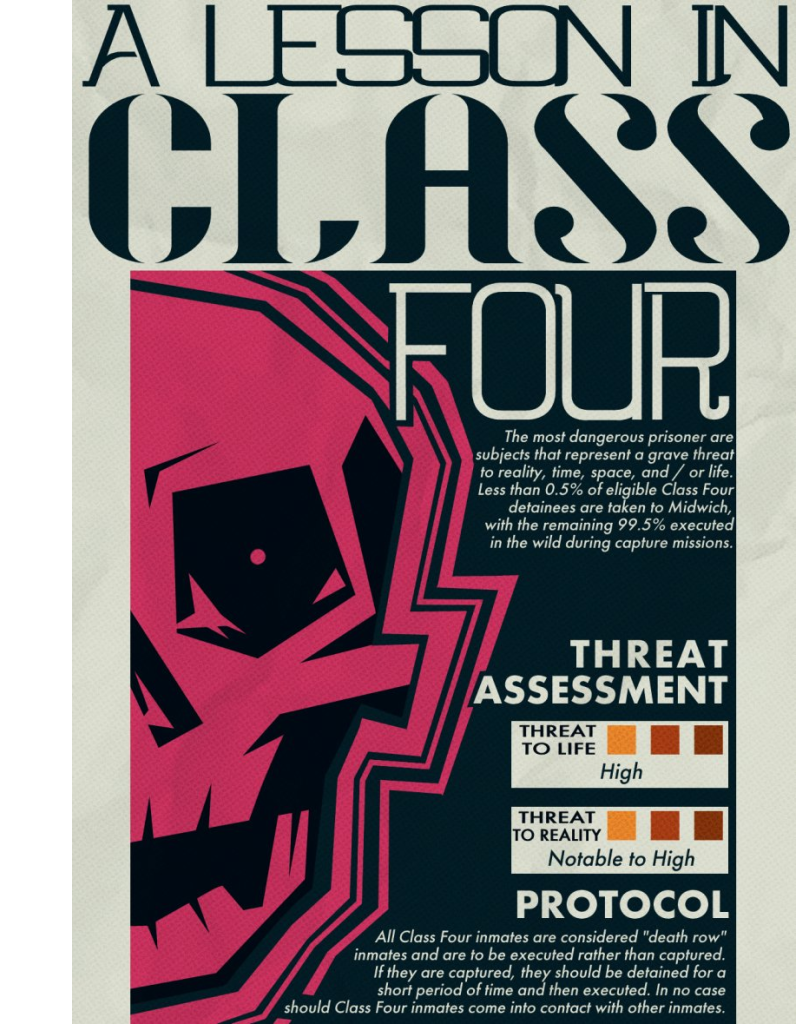 A LESSON IN
CLASS
FOUR
The most dangerous prisoner are
subjects that represent a grave threat
to reality, time, space, and / or life.
Less than 0.5% of eligible Class Four
detainees are taken to Midwich,
with the remaining 99.5% executed
in the wild during capture missions.
THREAT
ASSESSMENT
THREAT
TO LIFE
High
THREAT
TO REALITY
Notable to High
PROTOCOL
All Class Four inmates are considered "death row"
inmates and are to be executed rather than captured.
If they are captured, they should be detained for a
short period of time and then executed. In no case
should Class Four inmates come into contact with other inmates.